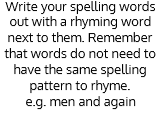 Write your spelling words
out with a rhyming word
next to them. Remember
that words do not need to
have the same spelling
pattern to rhyme.
e.g. men and again